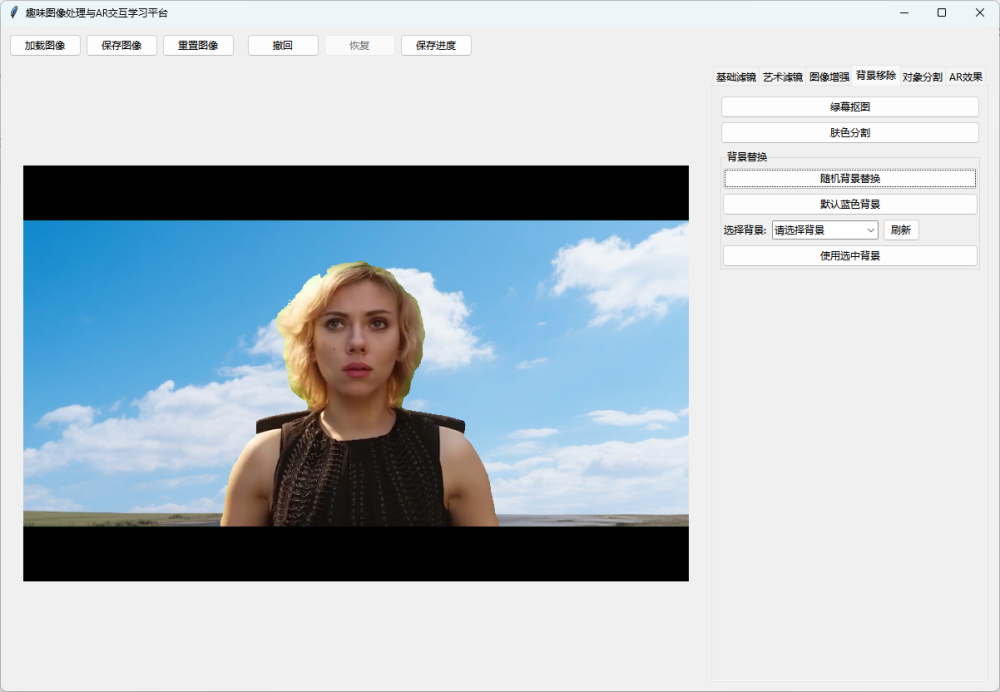 趣味图像处理与AR交互学习平台
加载图像 保存图像 重置图像 撤回 恢复 保存进度
基础滤镜 艺术滤镜 图像增强 背景移除 对象分割 AR效果
绿幕抠图
肤色分割
背景替换
随机背景替换
默认蓝色背景
选择背景: 请选择背景 刷新
使用选中背景